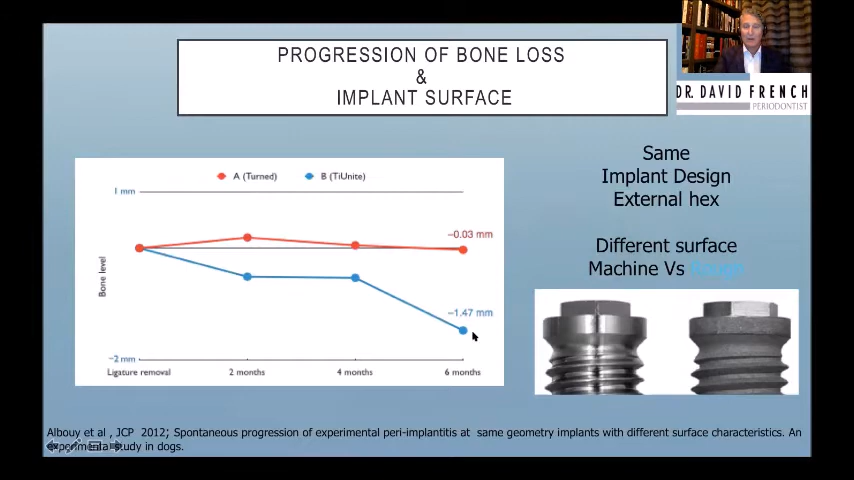 PROGRESSION OF BONE LOSS
&
IMPLANT SURFACE
DR. DAVID FRENCH
PERIODONTIST
Same
Implant Design
External hex
Different surface
Machine Vs Rough
A (Turned) B (TiUnite)
1 mm
−0.03 mm
Bone level
−1.47 mm
−2 mm
Ligature removal 2 months 4 months 6 months
Albouy et al , JCP 2012; Spontaneous progression of experimental peri-implantitis at same geometry implants with different surface characteristics. An
experimental study in dogs.